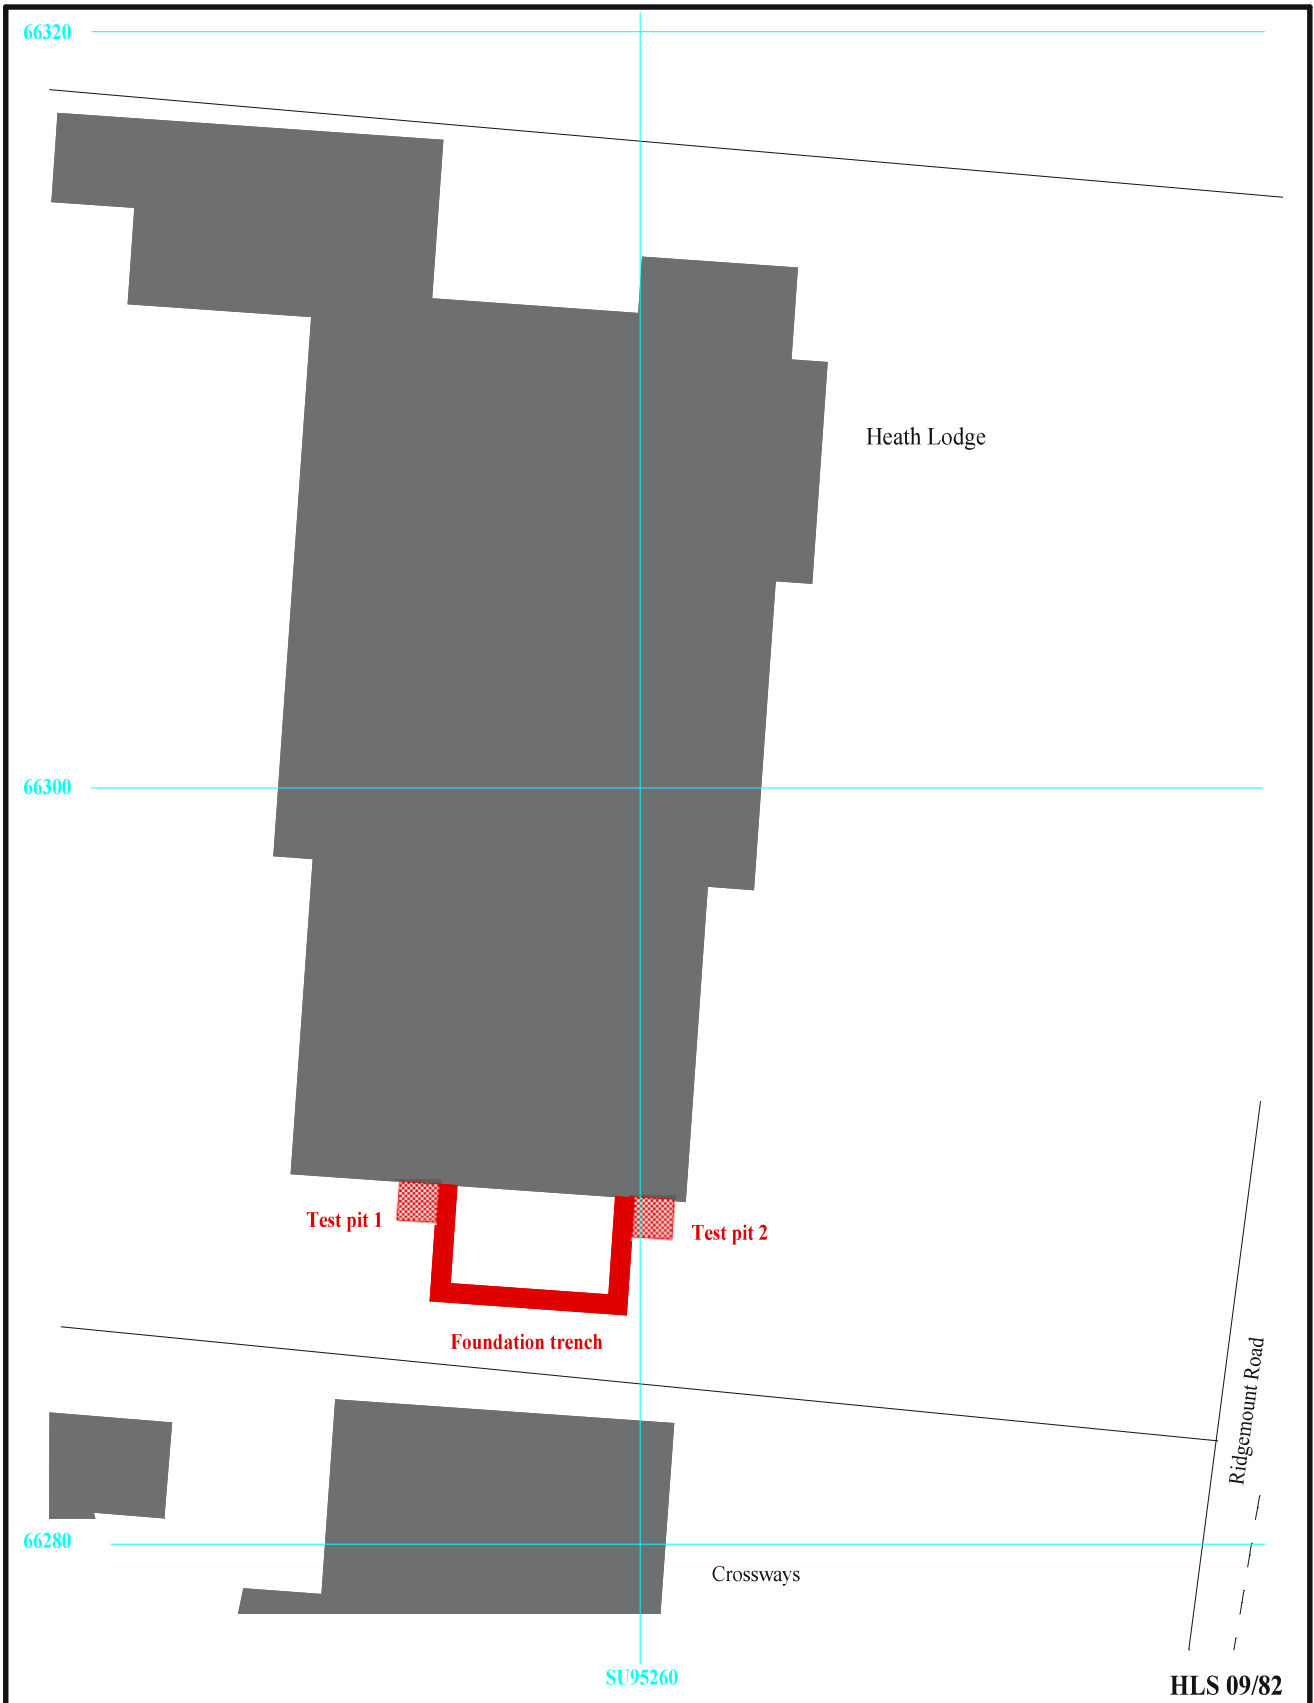 66320
Heath Lodge
66300
Test pit 1
Test pit 2
Foundation trench
Ridgemount Road
66280
Crossways
SU95260
HLS 09/82